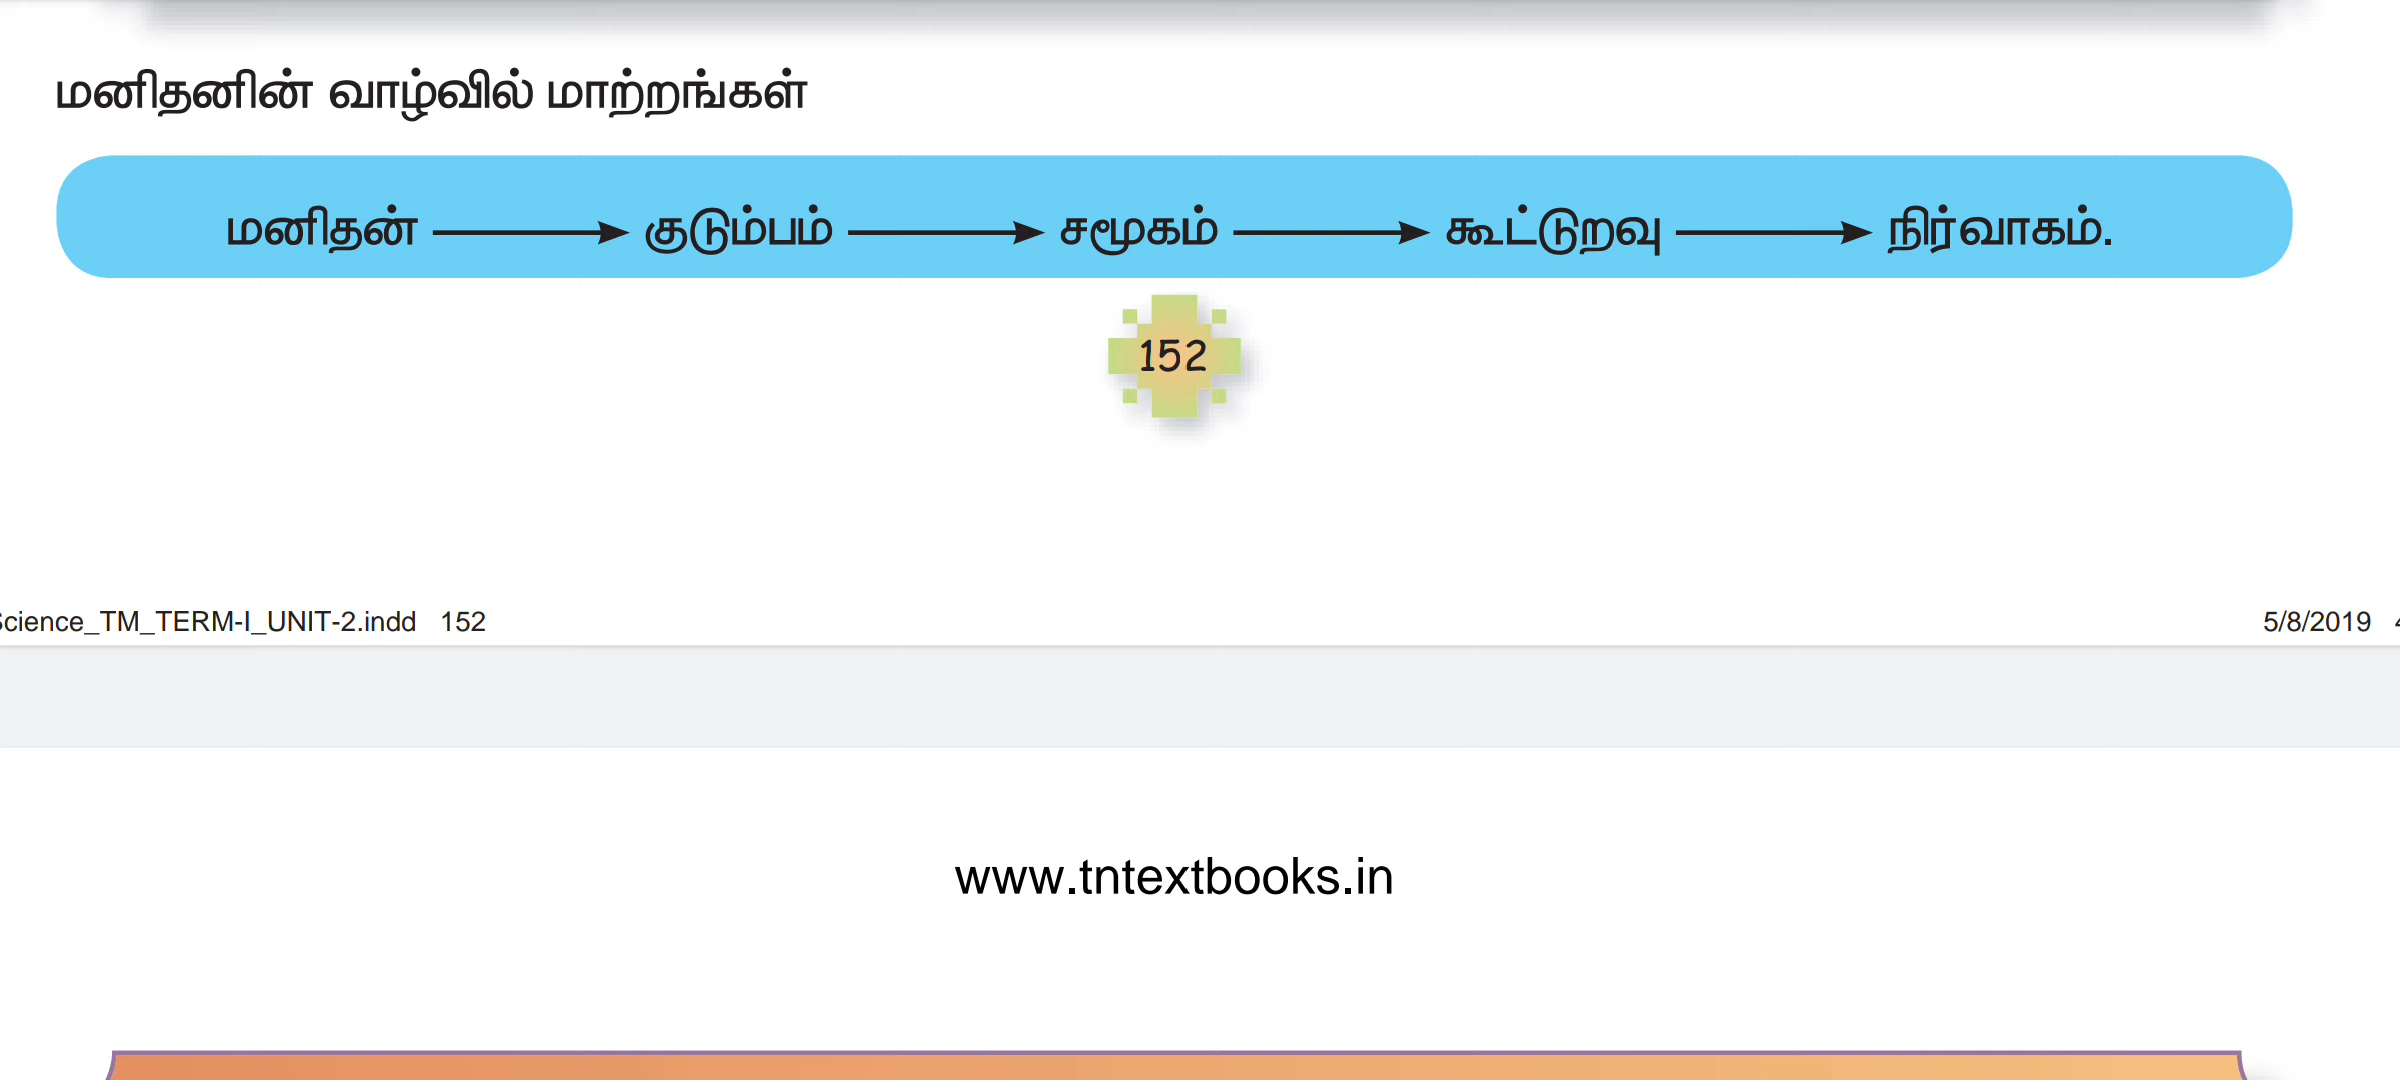 மனிதனின் வாழ்வில் மாற்றங்கள்
மனிதன் → குடும்பம் → சமூகம் → கூட்டுறவு → நிர்வாகம்.
152
Science_TM_TERM-I_UNIT-2.indd 152 5/8/2019
www.tntextbooks.in